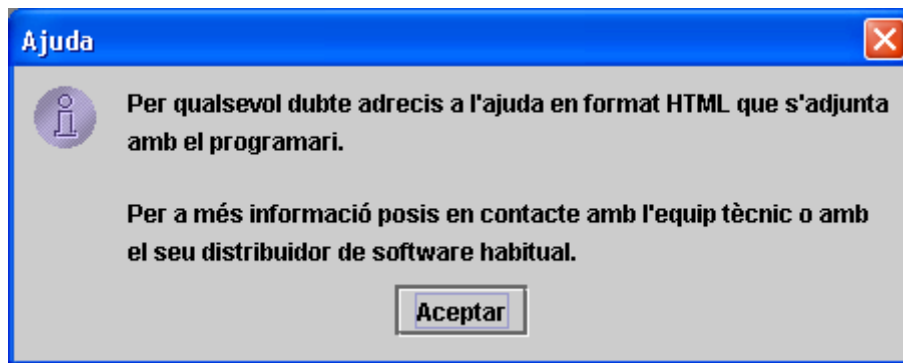 Ajuda
Per qualsevol dubte adrecis a l'ajuda en format HTML que s'adjunta
amb el programari.
Per a més informació posis en contacte amb l'equip tècnic o amb
el seu distribuidor de software habitual.
Aceptar